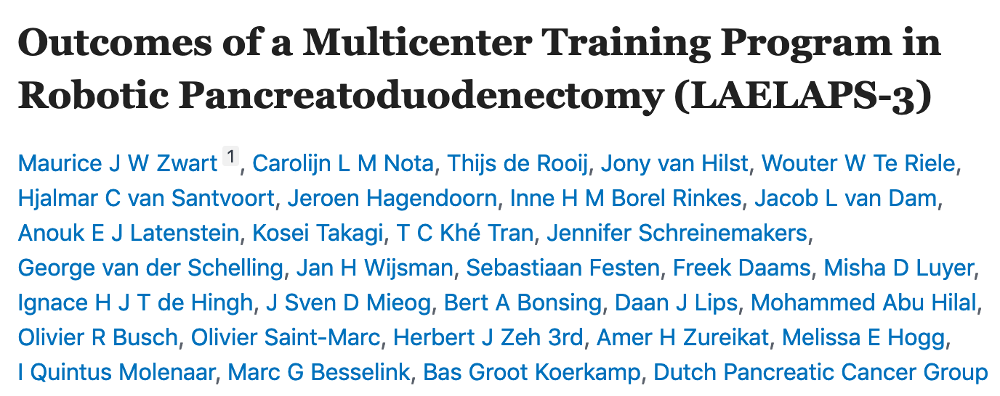 Outcomes of a Multicenter Training Program in
Robotic Pancreatoduodenectomy (LAELAPS-3)
Maurice J W Zwart 1, Carolijn L M Nota, Thijs de Rooij, Jony van Hilst, Wouter W Te Riele,
Hjalmar C van Santvoort, Jeroen Hagendoorn, Inne H M Borel Rinkes, Jacob L van Dam,
Anouk E J Latenstein, Kosei Takagi, T C Khé Tran, Jennifer Schreinemakers,
George van der Schelling, Jan H Wijsman, Sebastiaan Festen, Freek Daams, Misha D Luyer,
Ignace H J T de Hingh, J Sven D Mieog, Bert A Bonsing, Daan J Lips, Mohammed Abu Hilal,
Olivier R Busch, Olivier Saint-Marc, Herbert J Zeh 3rd, Amer H Zureikat, Melissa E Hogg,
I Quintus Molenaar, Marc G Besselink, Bas Groot Koerkamp, Dutch Pancreatic Cancer Group